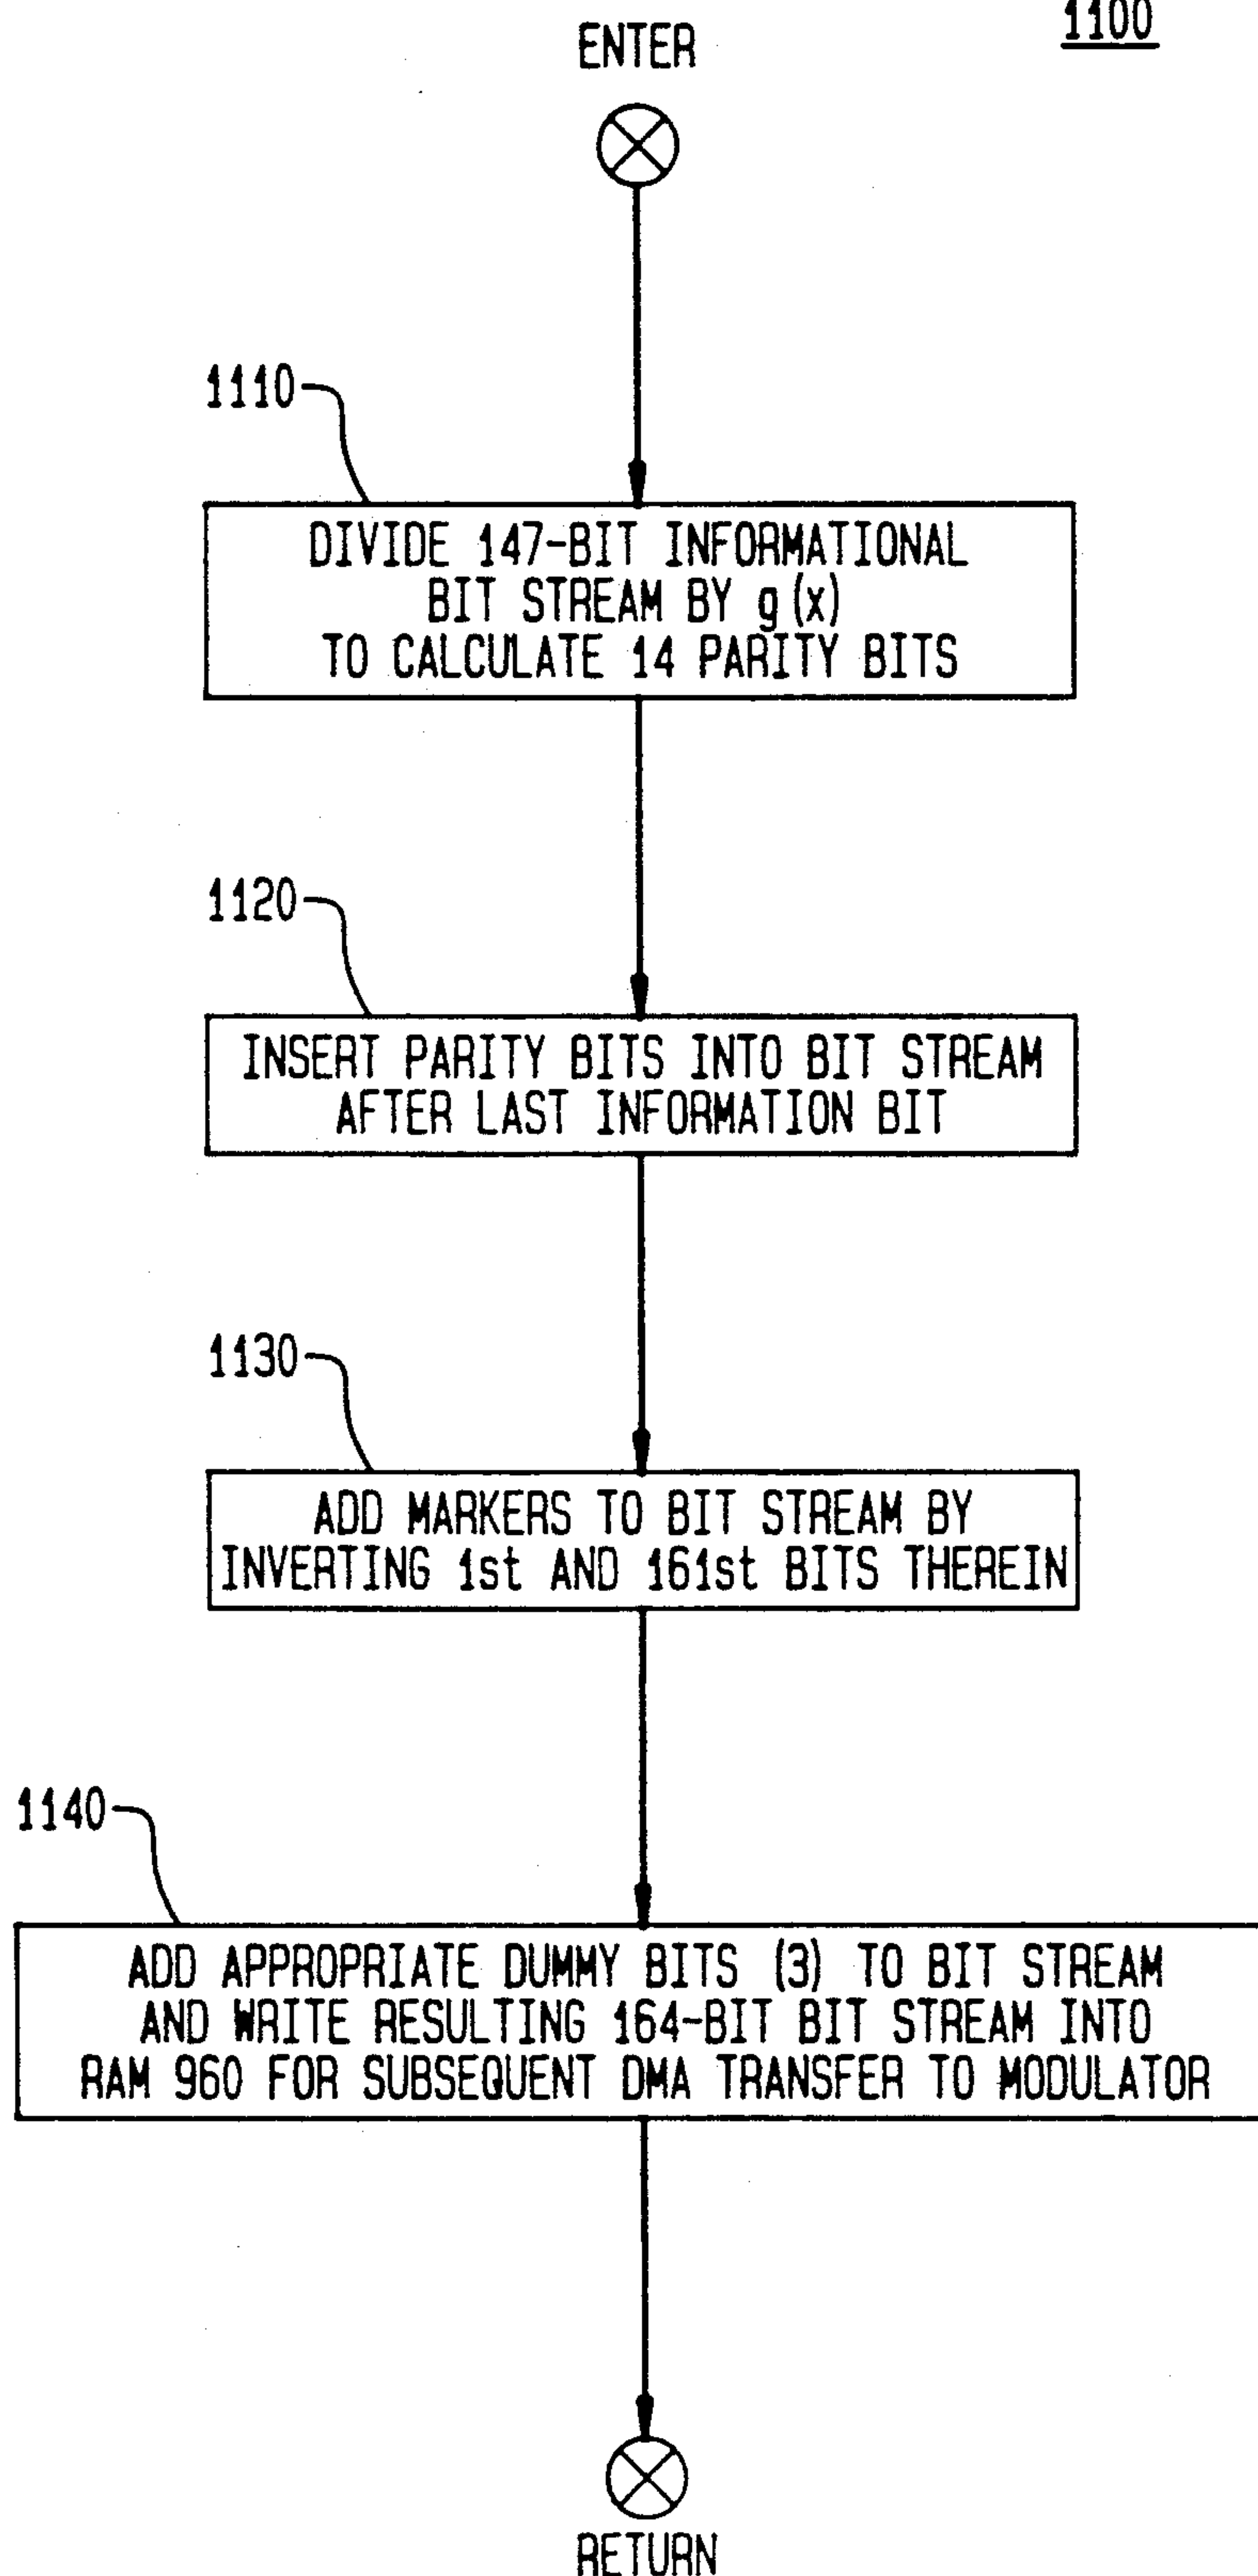 1100
ENTER
1110
DIVIDE 147-BIT INFORMATIONAL
BIT STREAM BY g(x)
TO CALCULATE 14 PARITY BITS
1120
INSERT PARITY BITS INTO BIT STREAM
AFTER LAST INFORMATION BIT
1130
ADD MARKERS TO BIT STREAM BY
INVERTING 1st AND 161st BITS THEREIN
1140
ADD APPROPRIATE DUMMY BITS (3) TO BIT STREAM
AND WRITE RESULTING 164-BIT BIT STREAM INTO
RAM 960 FOR SUBSEQUENT DMA TRANSFER TO MODULATOR
RETURN